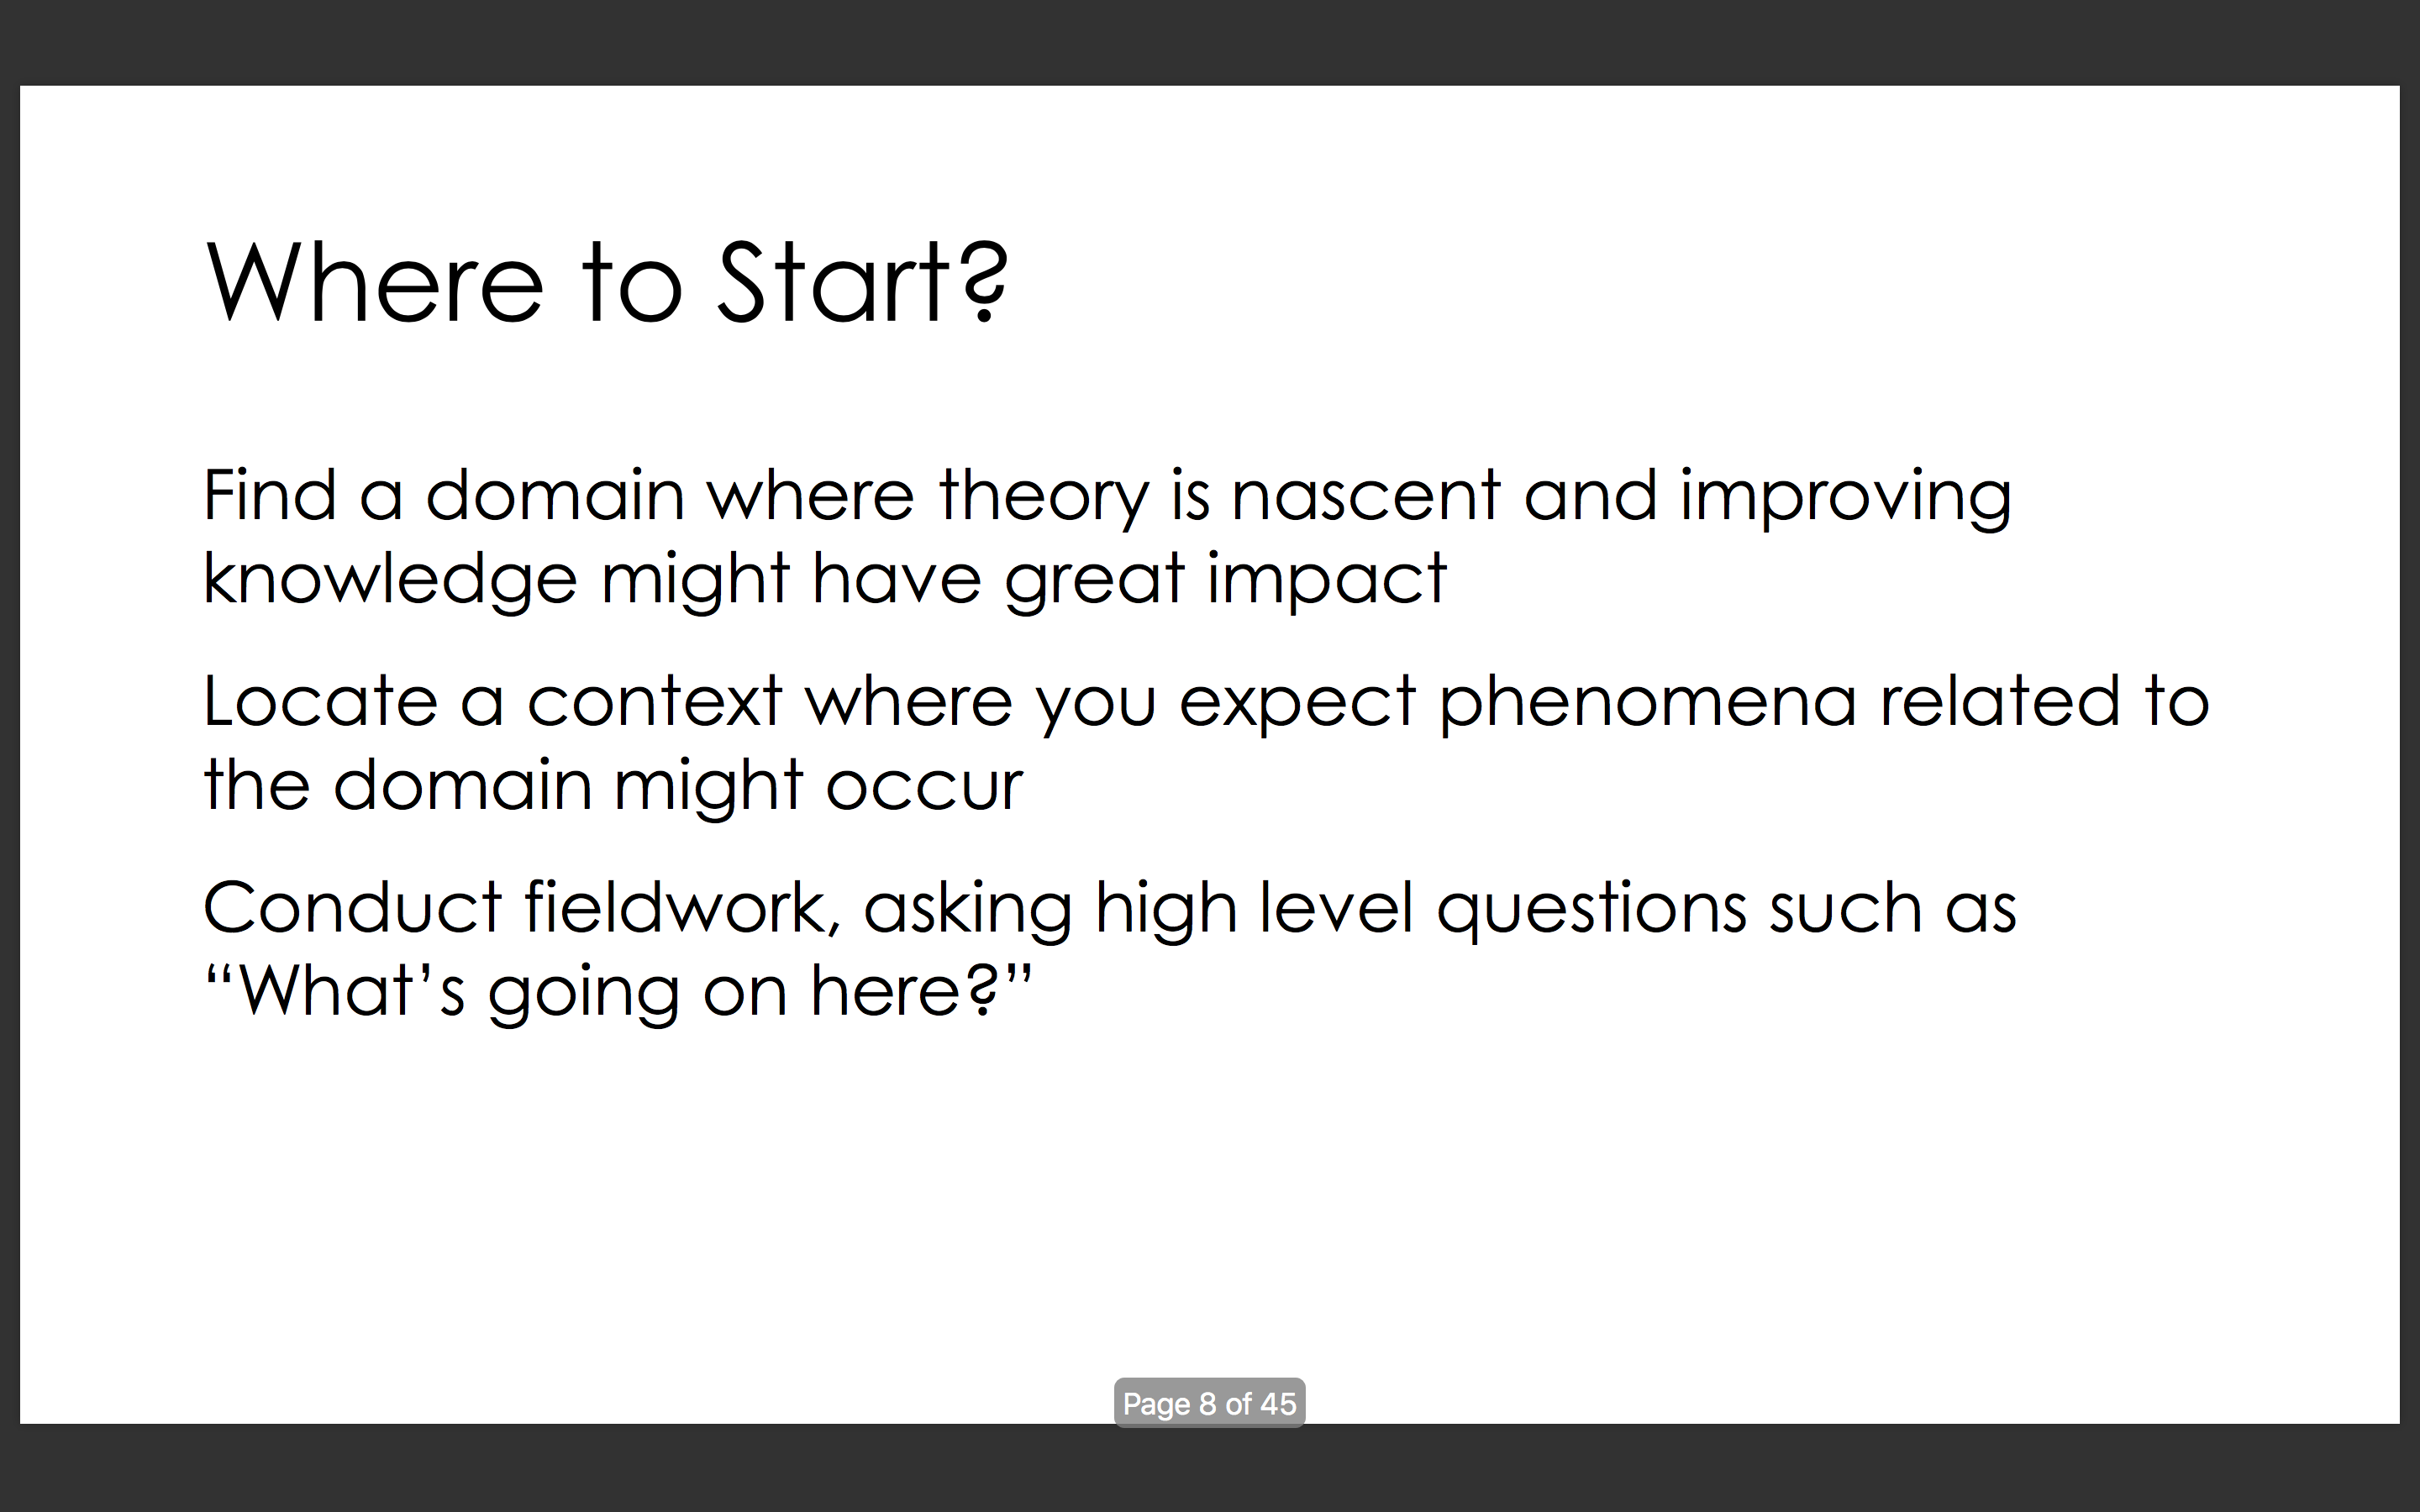 Where to Start?
Find a domain where theory is nascent and improving
knowledge might have great impact
Locate a context where you expect phenomena related to
the domain might occur
Conduct fieldwork, asking high level questions such as
“What’s going on here?”
Page 8 of 45